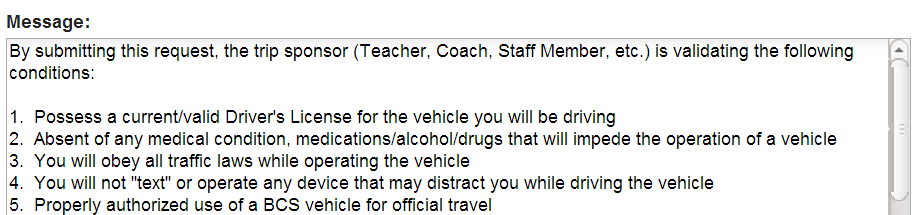 Message:
By submitting this request, the trip sponsor (Teacher, Coach, Staff Member, etc.) is validating the following
conditions:
1. Possess a current/valid Driver's License for the vehicle you will be driving
2. Absent of any medical condition, medications/alcohol/drugs that will impede the operation of a vehicle
3. You will obey all traffic laws while operating the vehicle
4. You will not "text" or operate any device that may distract you while driving the vehicle
5. Properly authorized use of a BCS vehicle for official travel